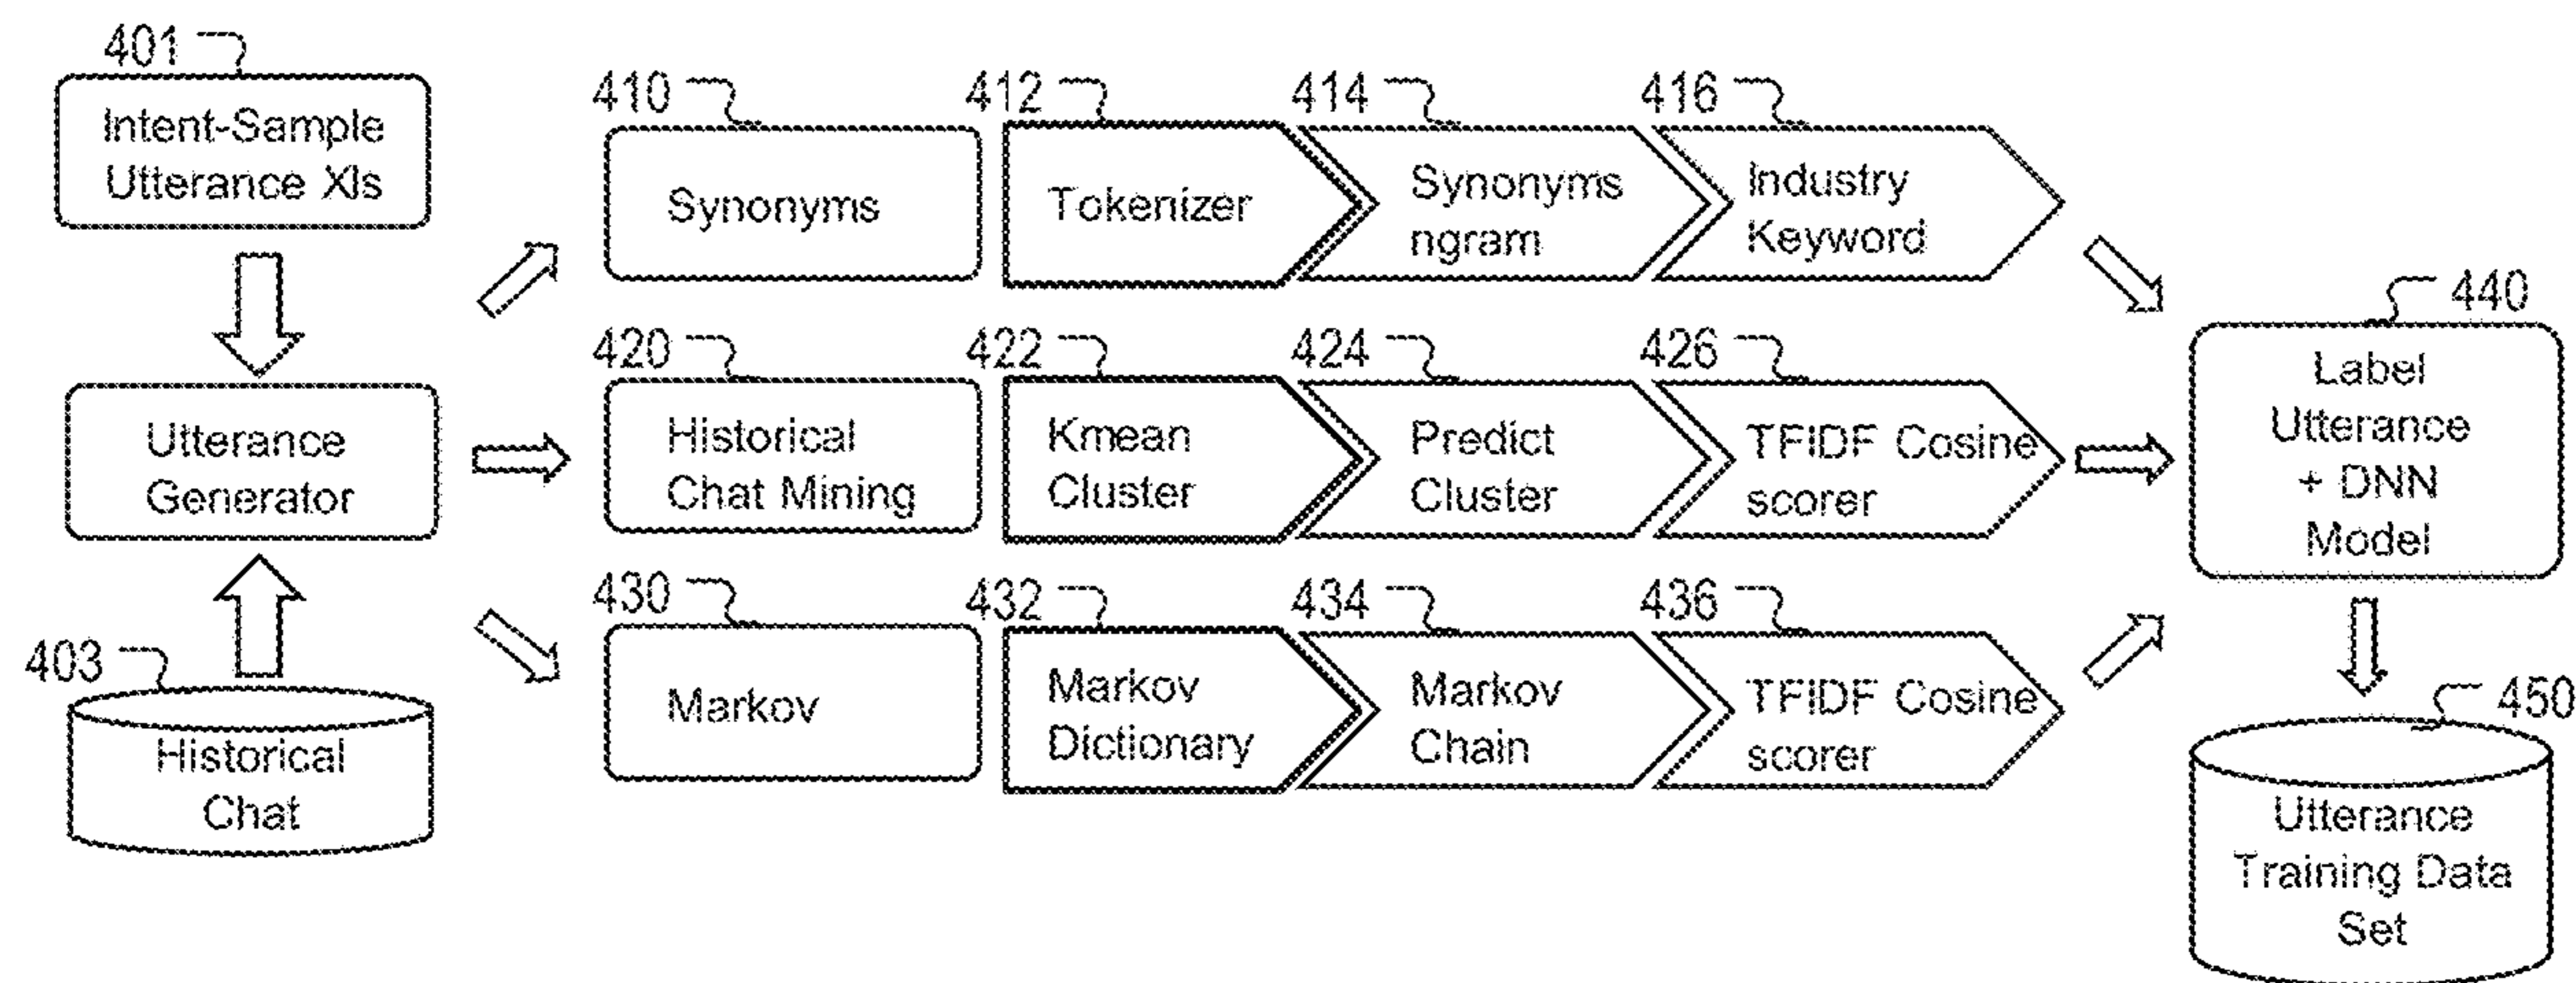 401
Intent-Sample
Utterance Xls
Utterance
Generator
403
Historical
Chat
410
Synonyms
412
Tokenizer
414
Synonyms
ngram
416
Industry
Keyword
420
Historical
Chat Mining
422
Kmean
Cluster
424
Predict
Cluster
426
TFIDF Cosine
scorer
430
Markov
432
Markov
Dictionary
434
Markov
Chain
436
TFIDF Cosine
scorer
440
Label
Utterance
+ DNN
Model
450
Utterance
Training Data
Set